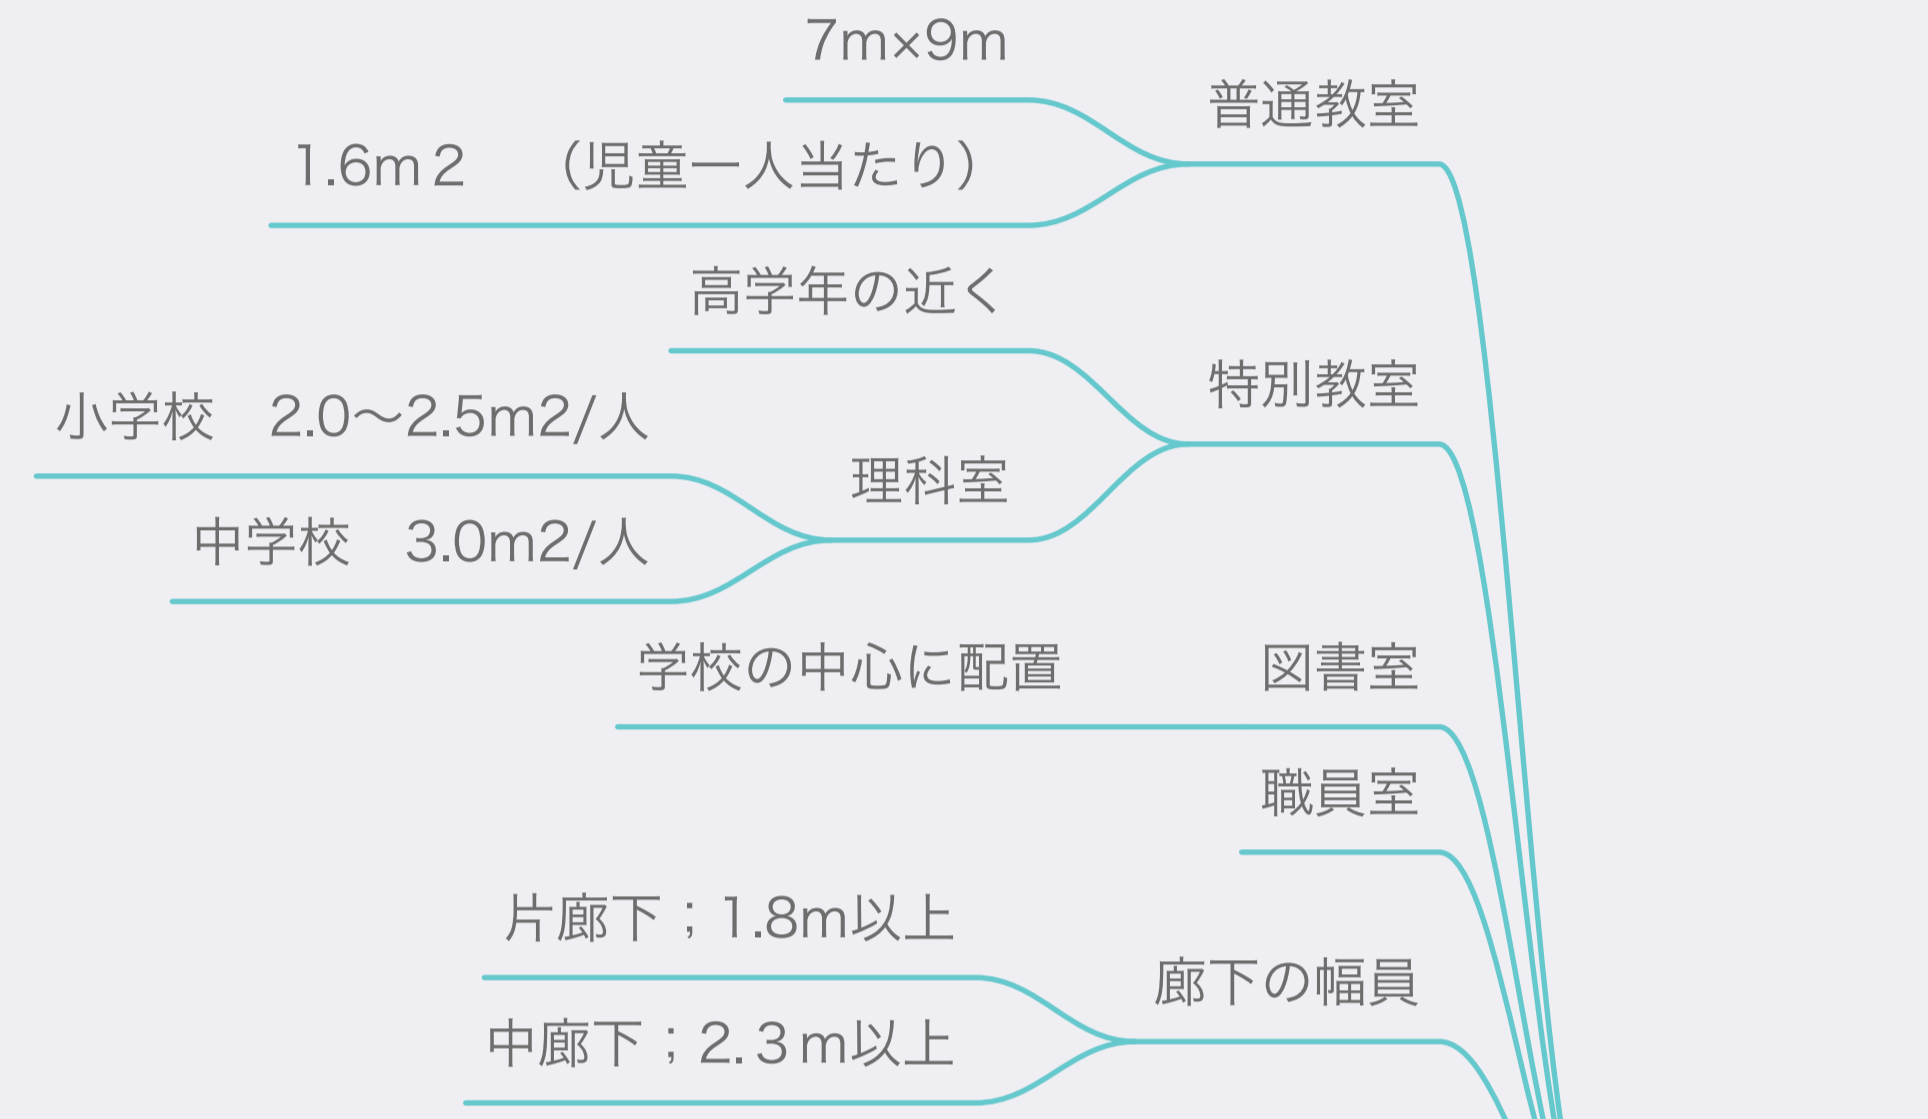 7m×9m
普通教室
1.6m２　（児童一人当たり）
高学年の近く
特別教室
小学校　2.0〜2.5m2/人
理科室
中学校　3.0m2/人
学校の中心に配置
図書室
職員室
片廊下；1.8m以上
廊下の幅員
中廊下；2.３ｍ以上